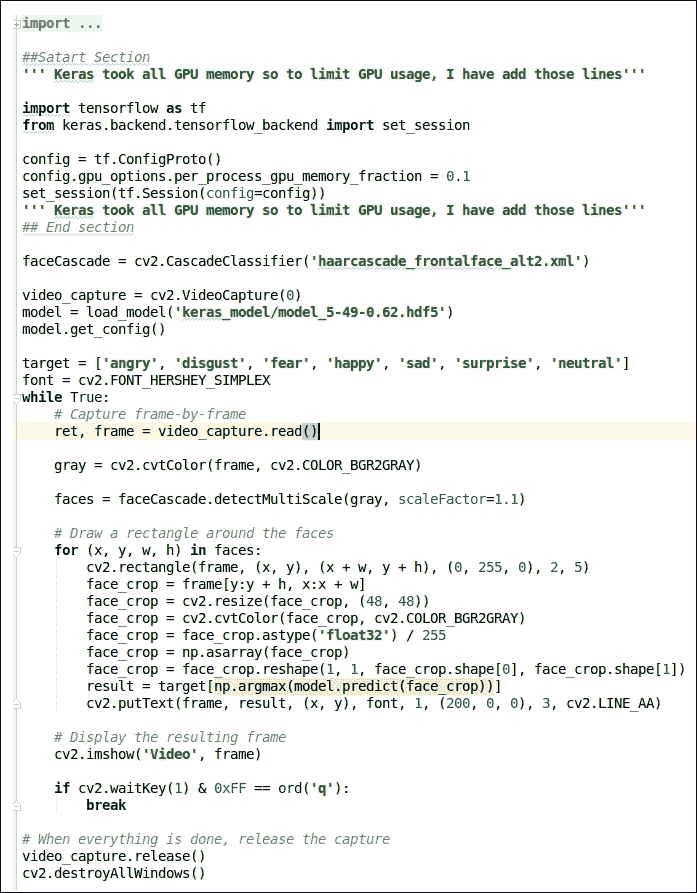 import ...
##Satart Section
''' Keras took all GPU memory so to limit GPU usage, I have add those lines'''
import tensorflow as tf
from keras.backend.tensorflow_backend import set_session
config = tf.ConfigProto()
config.gpu_options.per_process_gpu_memory_fraction = 0.1
set_session(tf.Session(config=config))
''' Keras took all GPU memory so to limit GPU usage, I have add those lines'''
## End section
faceCascade = cv2.CascadeClassifier('haarcascade_frontalface_alt2.xml')
video_capture = cv2.VideoCapture(0)
model = load_model('keras_model/model_5-49-0.62.hdf5')
model.get_config()
target = ['angry', 'disgust', 'fear', 'happy', 'sad', 'surprise', 'neutral']
font = cv2.FONT_HERSHEY_SIMPLEX
while True:
    # Capture frame-by-frame
    ret, frame = video_capture.read()
    gray = cv2.cvtColor(frame, cv2.COLOR_BGR2GRAY)
    faces = faceCascade.detectMultiScale(gray, scaleFactor=1.1)
    # Draw a rectangle around the faces
    for (x, y, w, h) in faces:
        cv2.rectangle(frame, (x, y), (x + w, y + h), (0, 255, 0), 2, 5)
        face_crop = frame[y:y + h, x:x + w]
        face_crop = cv2.resize(face_crop, (48, 48))
        face_crop = cv2.cvtColor(face_crop, cv2.COLOR_BGR2GRAY)
        face_crop = face_crop.astype('float32') / 255
        face_crop = np.asarray(face_crop)
        face_crop = face_crop.reshape(1, 1, face_crop.shape[0], face_crop.shape[1])
        result = target[np.argmax(model.predict(face_crop))]
        cv2.putText(frame, result, (x, y), font, 1, (200, 0, 0), 3, cv2.LINE_AA)
    # Display the resulting frame
    cv2.imshow('Video', frame)
    if cv2.waitKey(1) & 0xFF == ord('q'):
        break
# When everything is done, release the capture
video_capture.release()
cv2.destroyAllWindows()